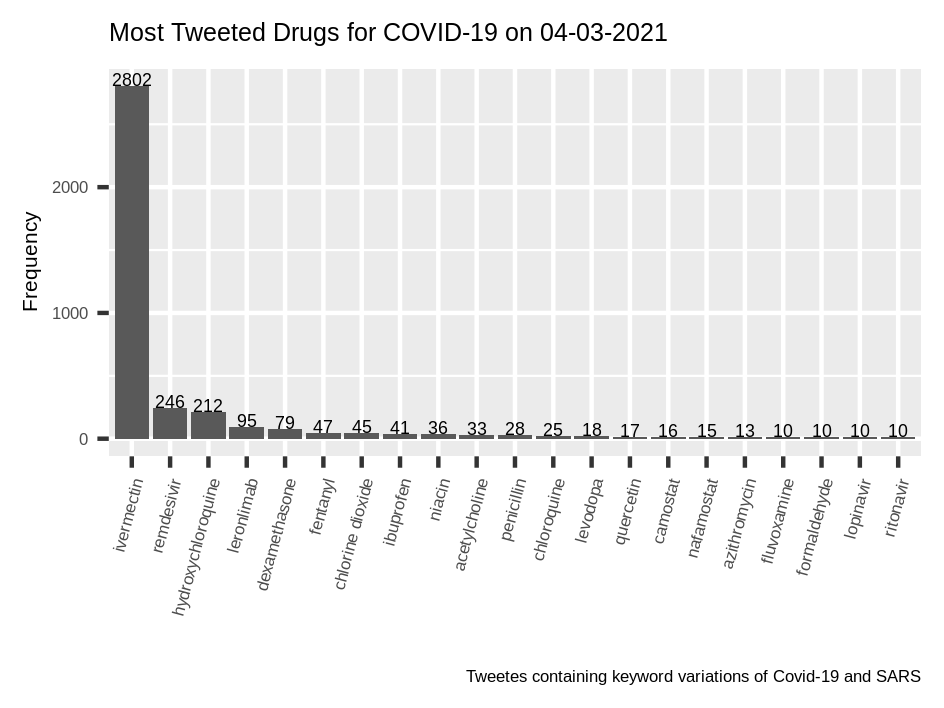 Most Tweeted Drugs for COVID-19 on 04-03-2021
Frequency
2000
1000
0
2802
246
212
95
79
47
45
41
36
33
28
25
18
17
16
15
13
10
10
10
10
ivermectin
remdesivir
hydroxychloroquine
leronlimab
dexamethasone
fentanyl
chlorine dioxide
ibuprofen
niacin
acetylcholine
penicillin
chloroquine
levodopa
quercetin
camostat
nafamostat
azithromycin
fluvoxamine
formaldehyde
lopinavir
ritonavir
Tweetes containing keyword variations of Covid-19 and SARS